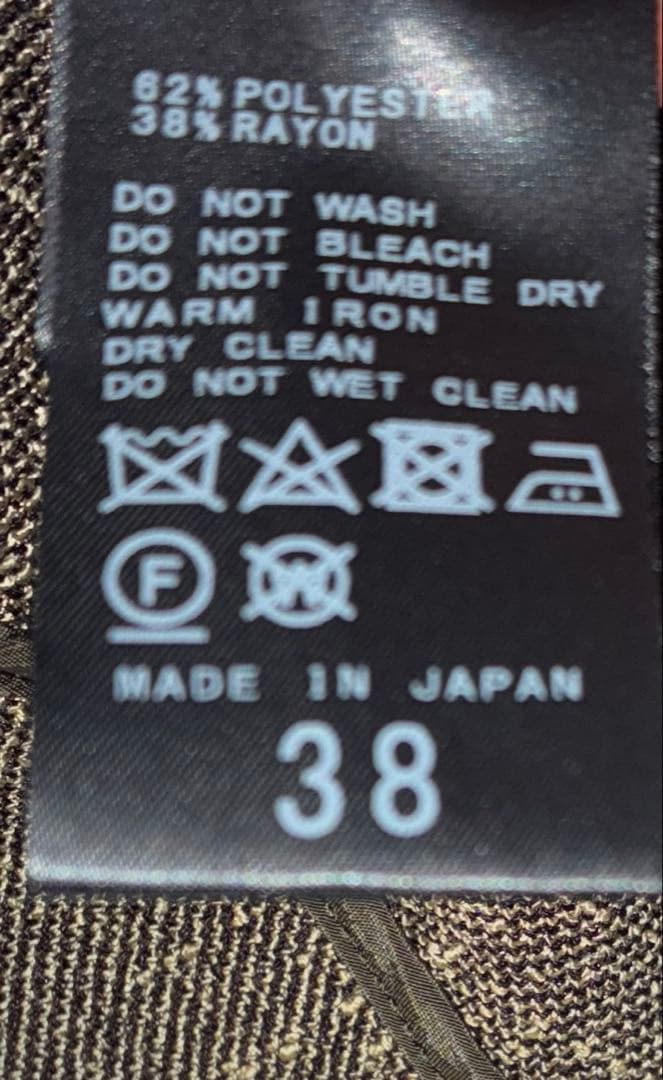 62% POLYESTER
38% RAYON
DO NOT WASH
DO NOT BLEACH
DO NOT TUMBLE DRY
WARM IRON
DRY CLEAN
DO NOT WET CLEAN
F W
MADE IN JAPAN
38